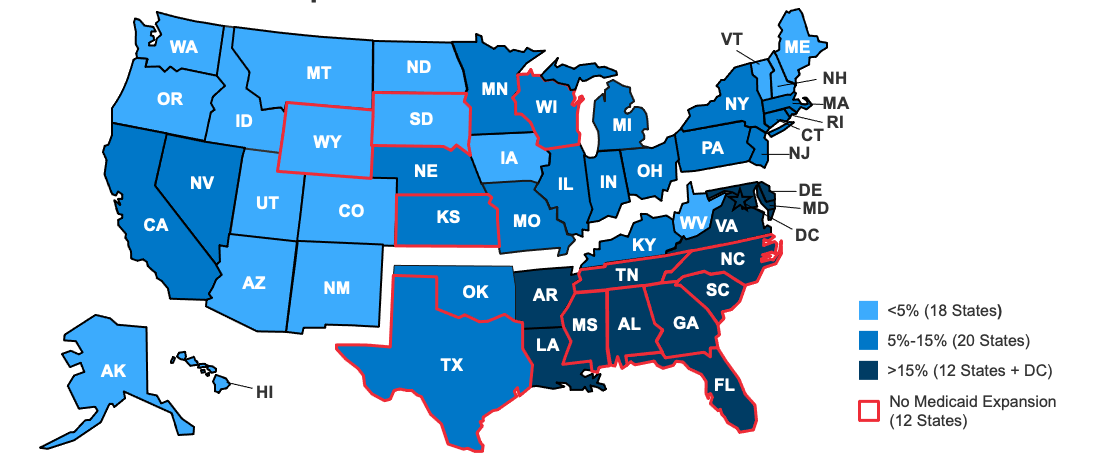 WA
MT
ND
MN
OR
ID
WY
SD
WI
MI
NY
VT
ME
NH
MA
RI
CT
NJ
PA
IA
NE
NV
UT
CO
KS
MO
IL
IN
OH
CA
AZ
NM
OK
TX
AR
LA
KY
WV
VA
DE
MD
DC
TN
NC
SC
MS
AL
GA
FL
AK
HI
<5% (18 States)
5%-15% (20 States)
>15% (12 States + DC)
No Medicaid Expansion
(12 States)